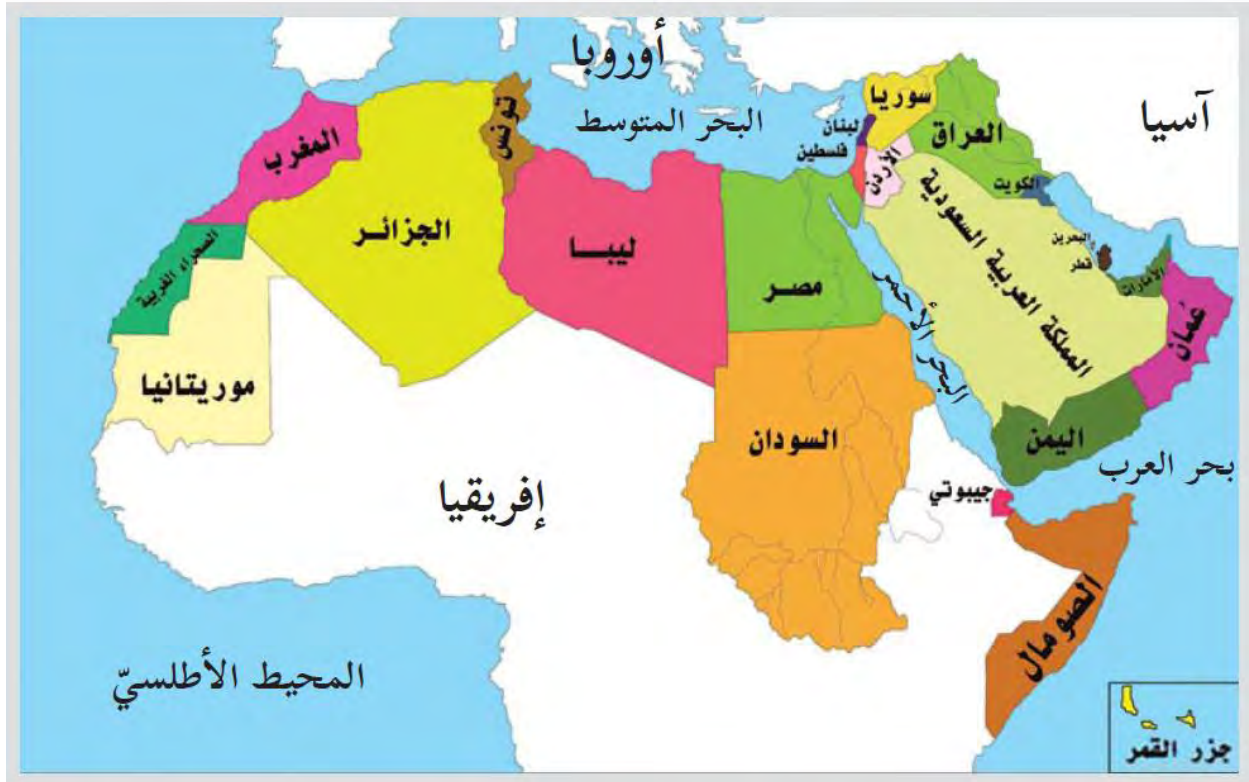 أوروبا
آسيا
البحر المتوسط
سوريا
لبنان
فلسطين
العراق
الأردن
الكويت
تونس
المغرب
الجزائر
ليبيا
مصر
الصحراء الغربية
موريتانيا
المملكة العربية السعودية
البحرين
قطر
الأمارات
عُمان
البحر الأحمر
السودان
اليمن
بحر العرب
جيبوتي
إفريقيا
الصومال
المحيط الأطلسيّ
جزر القمر